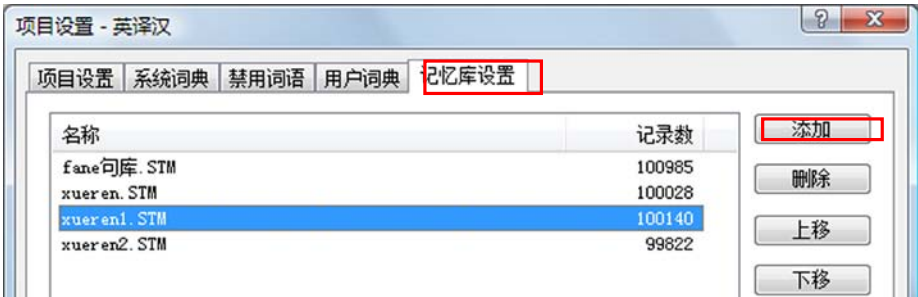 项目设置 - 英译汉
项目设置 系统词典 禁用词语 用户词典 记忆库设置
名称 记录数 添加
fane句库.STM 100985
删除
xueren.STM 100028
xueren1.STM 100140
上移
xueren2.STM 99822
下移